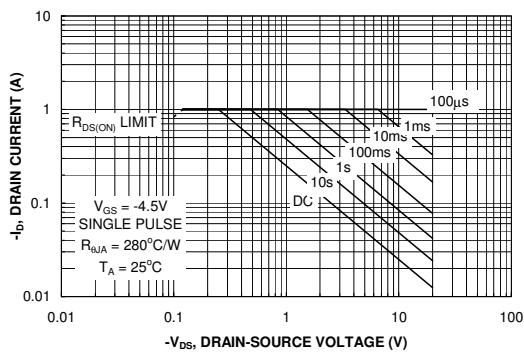 10
1
0.1
0.01
-I_D, DRAIN CURRENT (A)
R_DS(ON) LIMIT
100μs
1ms
10ms
100ms
1s
10s
DC
V_GS = -4.5V
SINGLE PULSE
R_θJA = 280°C/W
T_A = 25°C
0.01
0.1
1
10
100
-V_DS, DRAIN-SOURCE VOLTAGE (V)